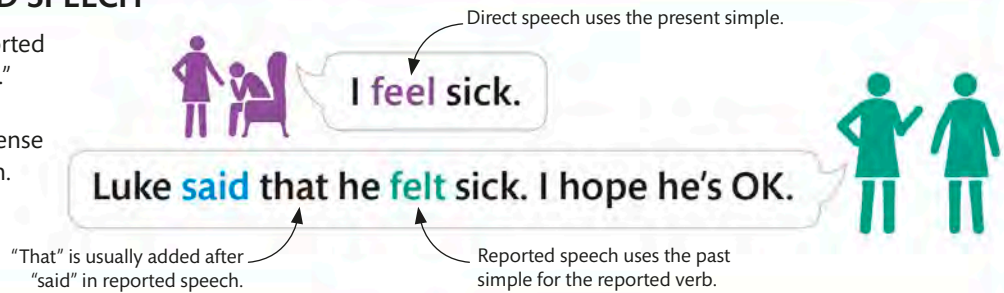 SPEECH
Direct speech uses the present simple.
orted
."
I feel sick.
ense
n.
Luke said that he felt sick. I hope he's OK.
"That" is usually added after
"said" in reported speech.
Reported speech uses the past
simple for the reported verb.